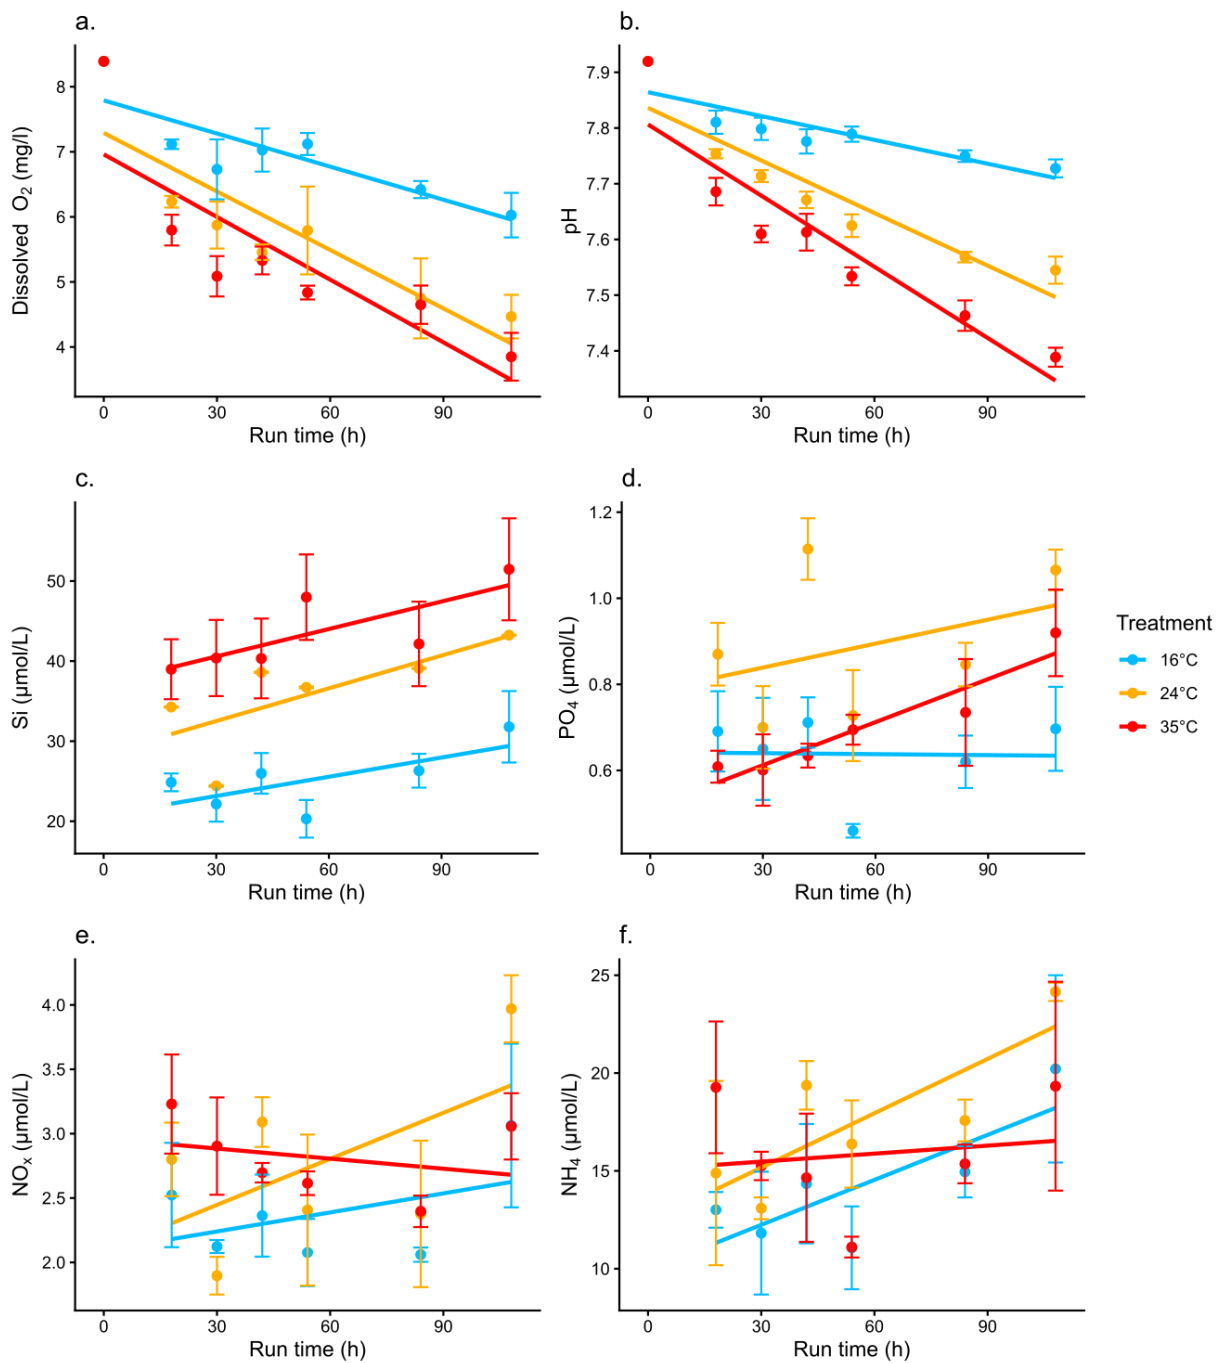 a.
Dissolved O₂ (mg/l)
8
7
6
5
4
0 30 60 90
Run time (h)
b.
pH
7.9
7.8
7.7
7.6
7.5
7.4
0 30 60 90
Run time (h)
c.
Si (μmol/L)
50
40
30
20
0 30 60 90
Run time (h)
d.
PO₄ (μmol/L)
1.2
1.0
0.8
0.6
0 30 60 90
Run time (h)
Treatment
16°C
24°C
35°C
e.
NOₓ (μmol/L)
4.0
3.5
3.0
2.5
2.0
0 30 60 90
Run time (h)
f.
NH₄ (μmol/L)
25
20
15
10
0 30 60 90
Run time (h)